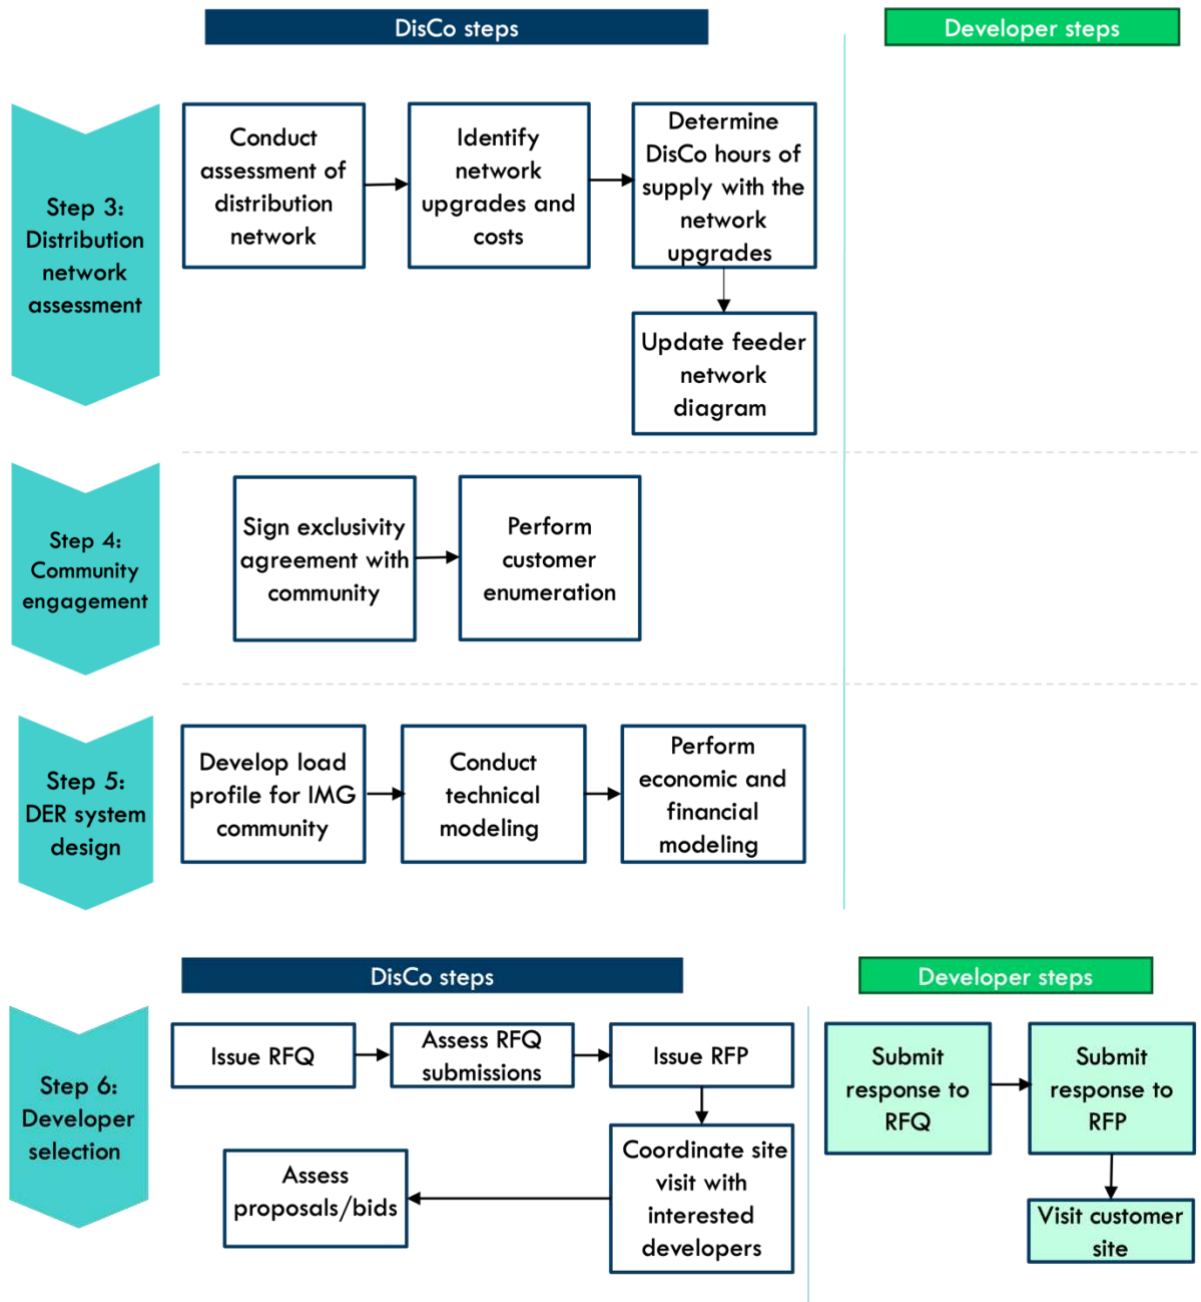 DisCo steps
Developer steps
Step 3:
Distribution
network
assessment
Conduct
assessment of
distribution
network
Identify
network
upgrades and
costs
Determine
DisCo hours of
supply with the
network
upgrades
Update feeder
network
diagram
Step 4:
Community
engagement
Sign exclusivity
agreement with
community
Perform
customer
enumeration
Step 5:
DER system
design
Develop load
profile for IMG
community
Conduct
technical
modeling
Perform
economic and
financial
modeling
DisCo steps
Developer steps
Step 6:
Developer
selection
Issue RFQ
Assess RFQ
submissions
Issue RFP
Coordinate site
visit with
interested
developers
Assess
proposals/bids
Submit
response to
RFQ
Submit
response to
RFP
Visit customer
site